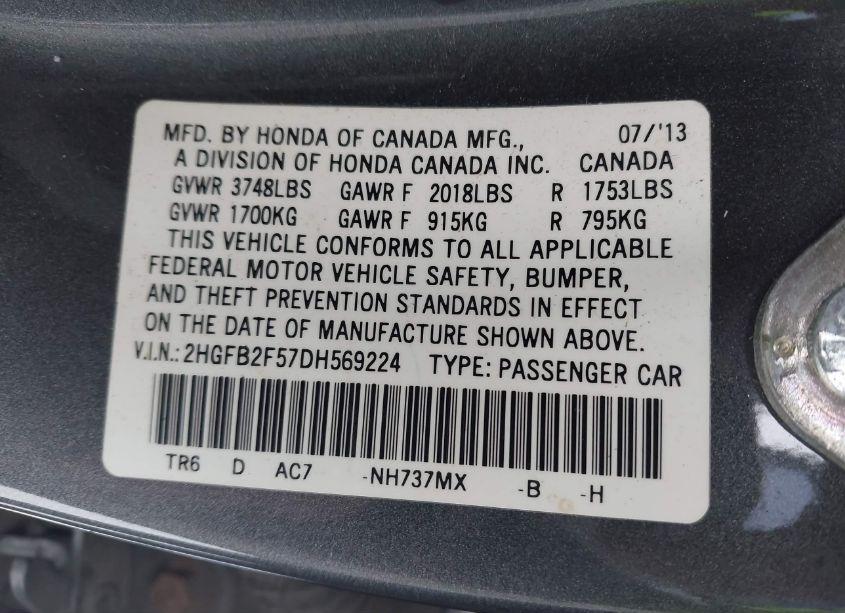 MFD. BY HONDA OF CANADA MFG., 07/'13
A DIVISION OF HONDA CANADA INC. CANADA
GVWR 3748LBS GAWR F 2018LBS R 1753LBS
GVWR 1700KG GAWR F 915KG R 795KG
THIS VEHICLE CONFORMS TO ALL APPLICABLE
FEDERAL MOTOR VEHICLE SAFETY, BUMPER,
AND THEFT PREVENTION STANDARDS IN EFFECT
ON THE DATE OF MANUFACTURE SHOWN ABOVE.
V.I.N.: 2HGFB2F57DH569224 TYPE: PASSENGER CAR
TR6 D AC7 -NH737MX -B -H